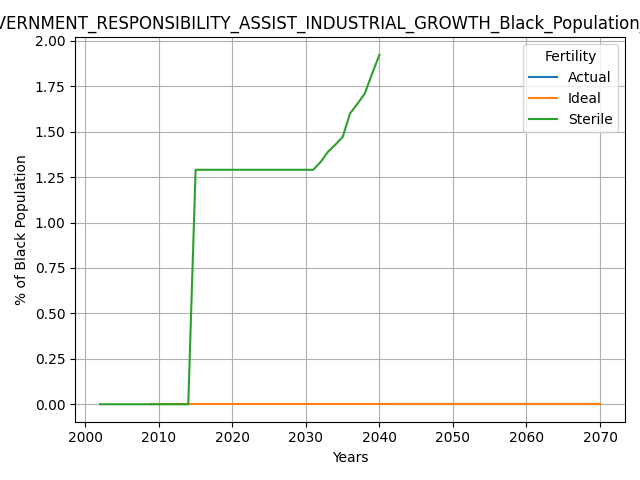 VERNMENT_RESPONSIBILITY_ASSIST_INDUSTRIAL_GROWTH_Black_Population_
Fertility
Actual
Ideal
Sterile
2.00
1.75
1.50
1.25
1.00
0.75
0.50
0.25
0.00
% of Black Population
2000 2010 2020 2030 2040 2050 2060 2070
Years